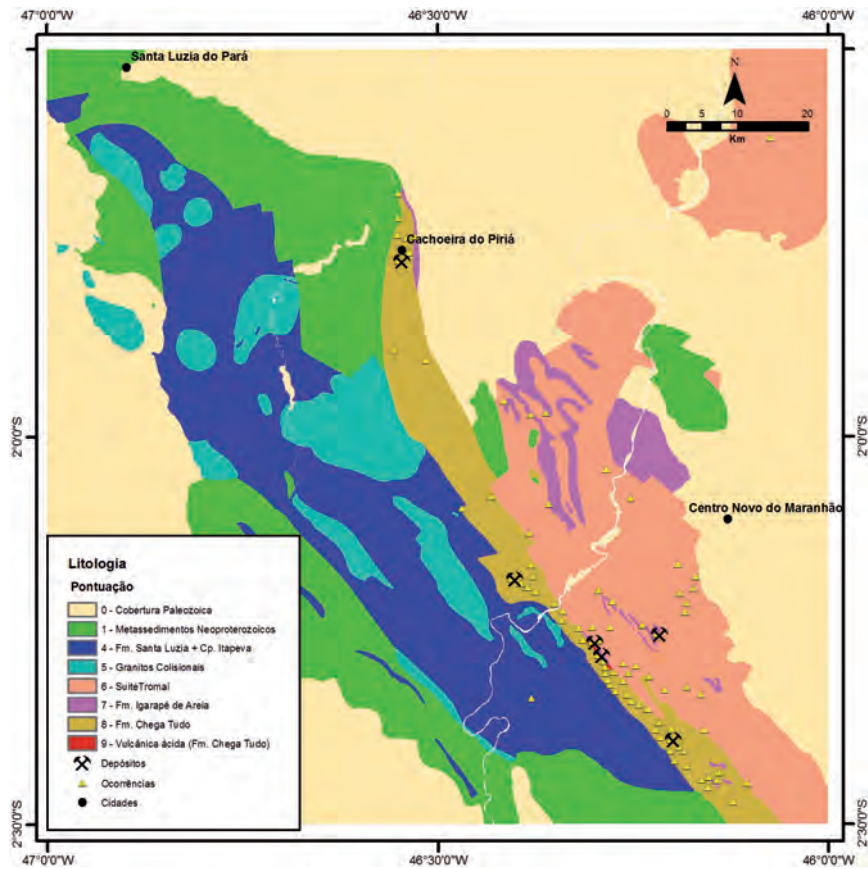 47°0'0"W
46°30'0"W
46°0'0"W
Santa Luzia do Pará
N
0 5 10 20
Km
Cachoeira do Piriá
2°0'0"S
2°0'0"S
Centro Novo do Maranhão
Litologia
Pontuação
0 - Cobertura Paleozoica
1 - Metassedimentos Neoproterozoicos
4 - Fm. Santa Luzia + Cp. Itapeva
5 - Granitos Colisionais
6 - SuiteTromaí
7 - Fm. Igarapé de Areia
8 - Fm. Chega Tudo
9 - Vulcânica ácida (Fm. Chega Tudo)
Depósitos
Ocorrências
Cidades
2°30'0"S
2°30'0"S
47°0'0"W
46°30'0"W
46°0'0"W